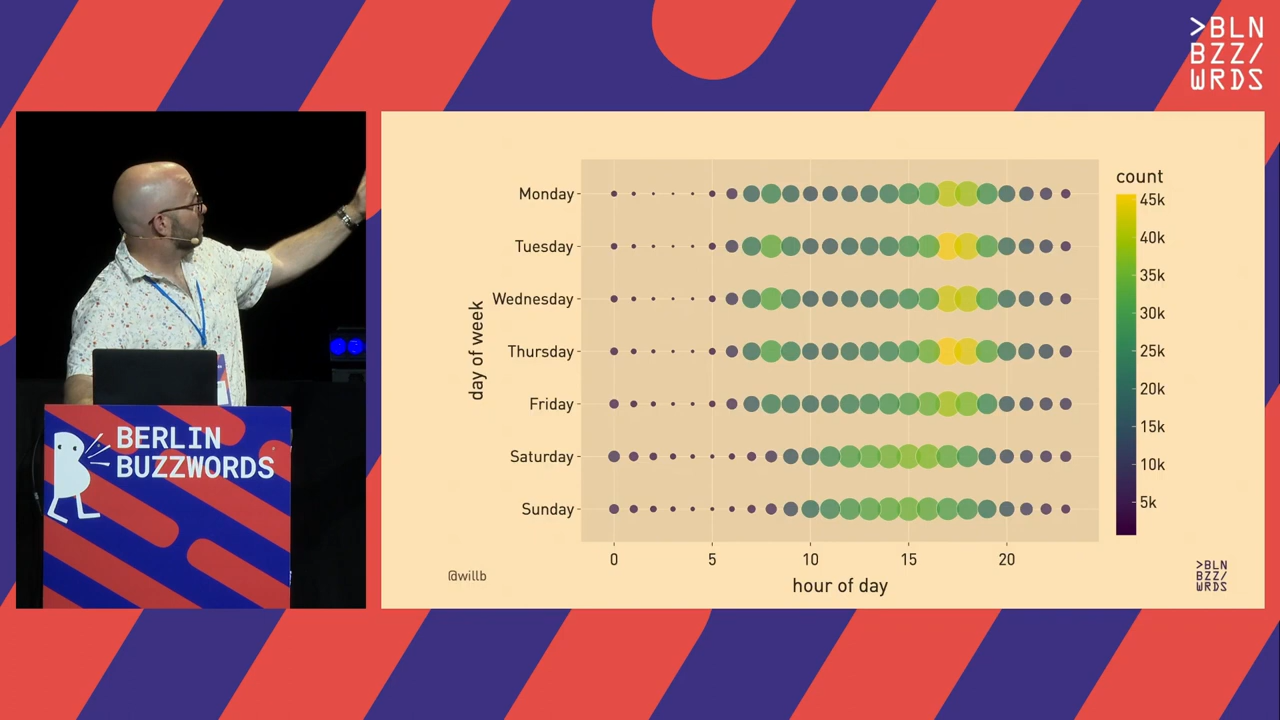 >BLN
BZZ/
WRDS
BERLIN
BUZZWORDS
day of week
Monday
Tuesday
Wednesday
Thursday
Friday
Saturday
Sunday
0 5 10 15 20
hour of day
count
45k
40k
35k
30k
25k
20k
15k
10k
5k
@willb
>BLN
BZZ/
WRDS